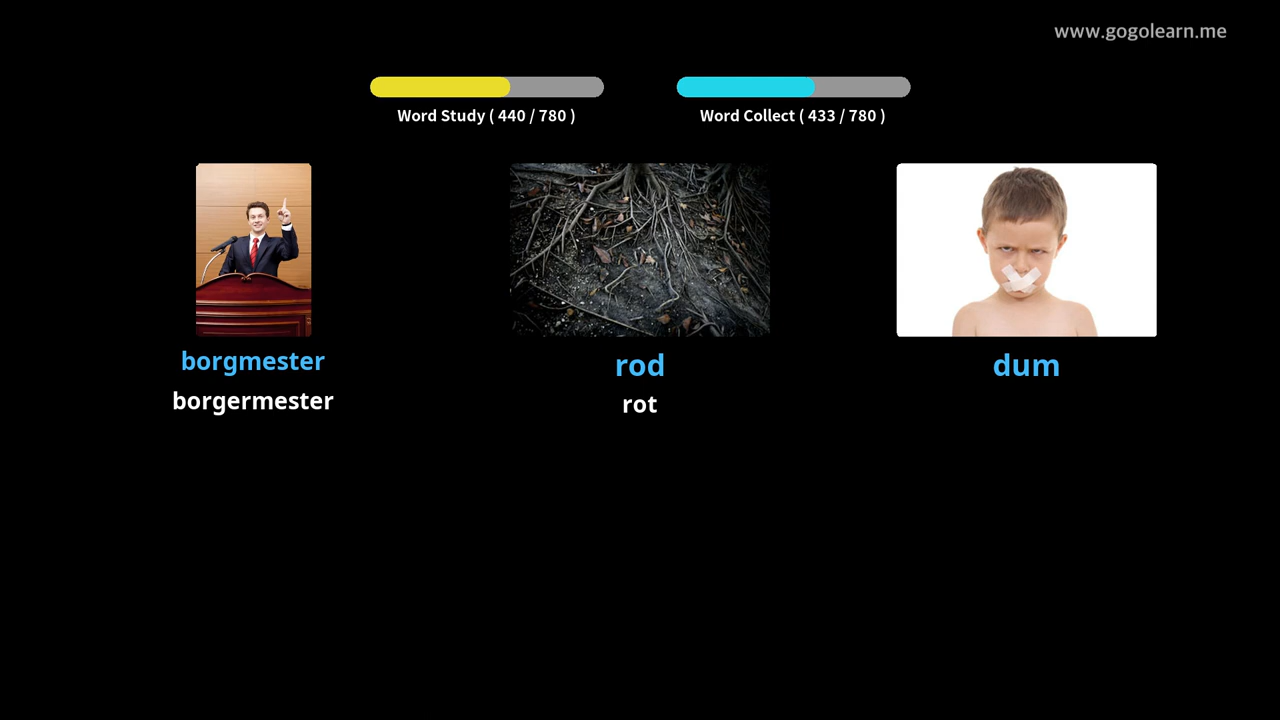 www.gogolearn.me
Word Study ( 440 / 780 )
Word Collect ( 433 / 780 )
borgmester
rod
dum
borgermester
rot